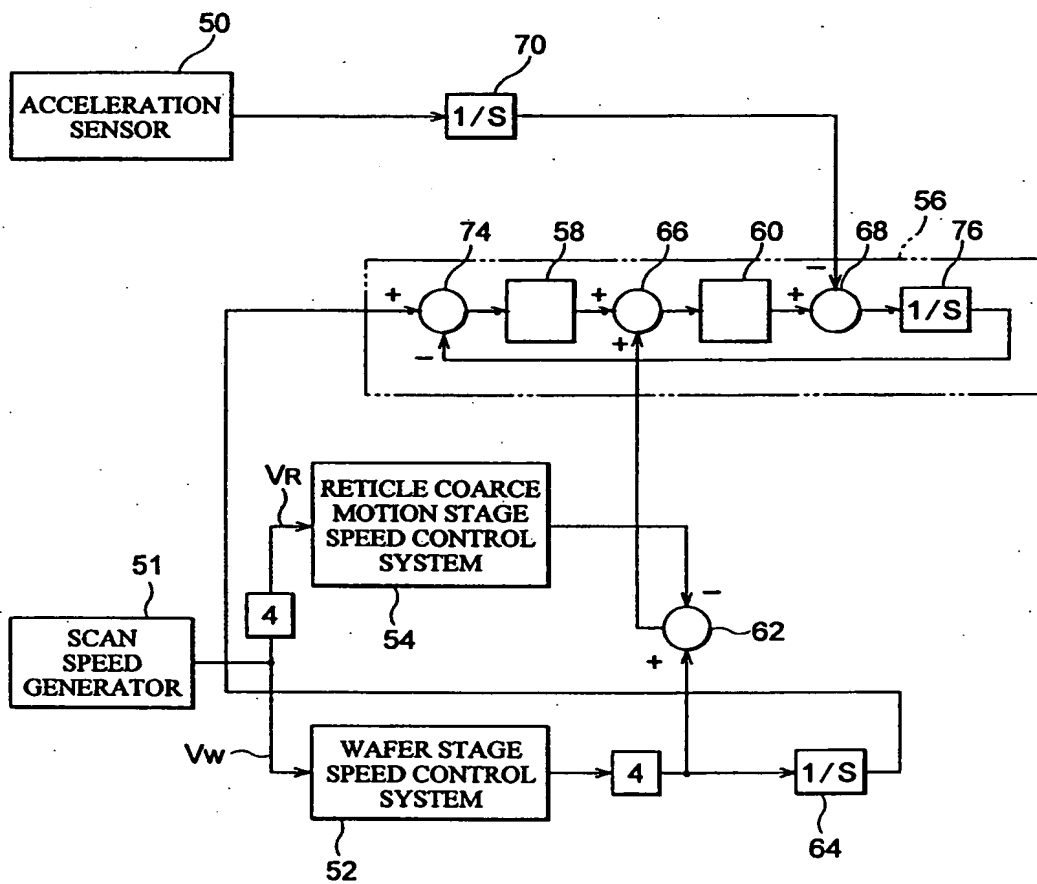 50
70
ACCELERATION
SENSOR
1/S
56
74
58
66
60
68
76
−
+
+
+
1/S
−
+
VR
RETICLE COARCE
MOTION STAGE
SPEED CONTROL
SYSTEM
51
4
−
54
62
SCAN
SPEED
GENERATOR
+
VW
WAFER STAGE
SPEED CONTROL
SYSTEM
4
1/S
52
64